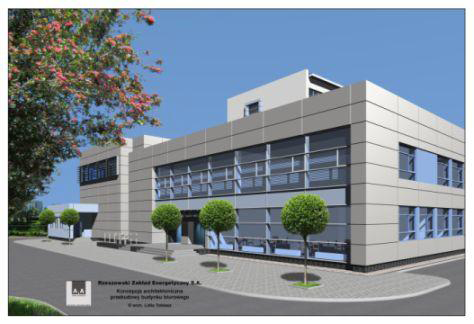 Rzeszowski Zakład Energetyczny S.A.
Koncepcja architektoniczna
przebudowy budynku biurowego